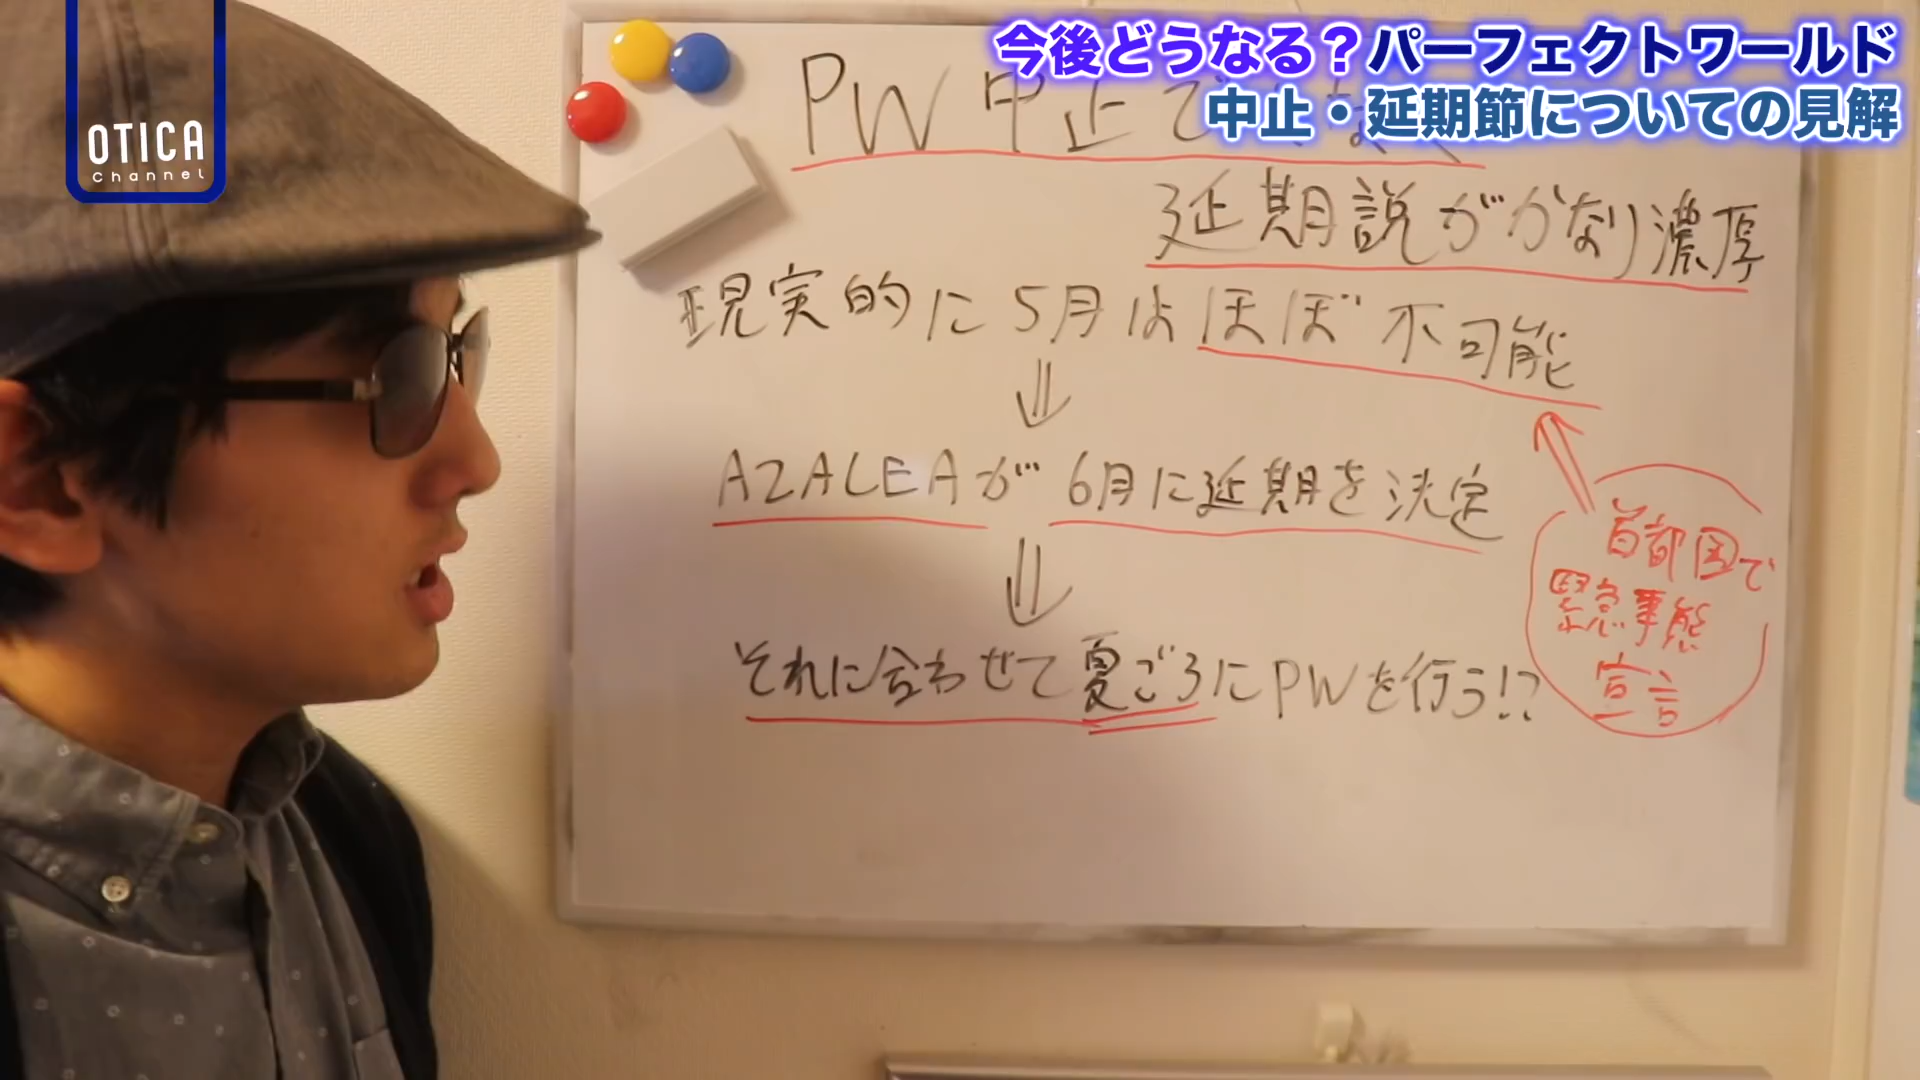 OTICA
Channel
今後どうなる？パーフェクトワールド
中止・延期節についての見解
PW中止で
延期説がかなり濃厚
現実的に5月はほぼ不可能
⇓
AZALEAが6月に延期を決定
⇓
それに合わせて夏ごろにPWを行う!?
首都圏で
緊急事態
宣言